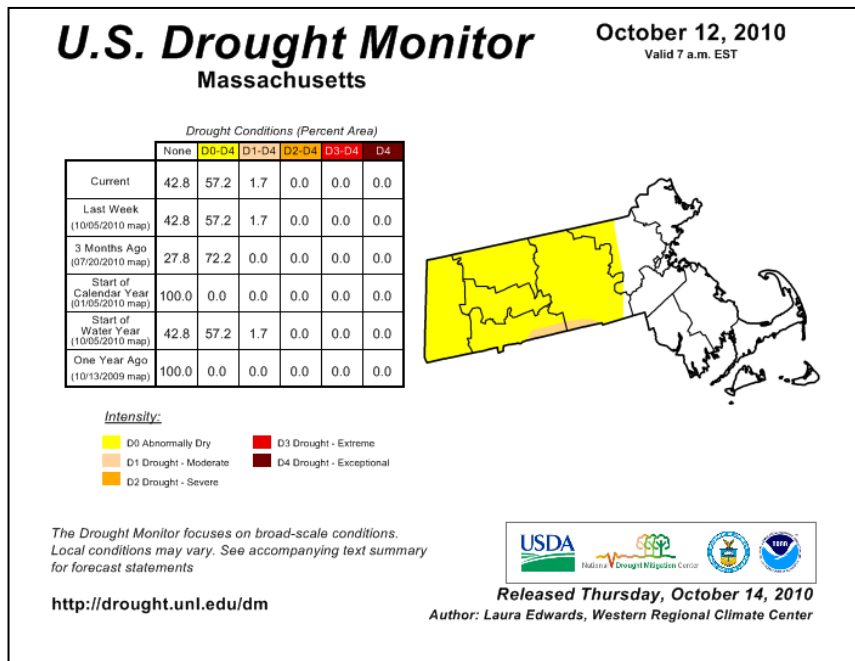 U.S. Drought Monitor
Massachusetts
October 12, 2010
Valid 7 a.m. EST
Drought Conditions (Percent Area)
None D0-D4 D1-D4 D2-D4 D3-D4 D4
Current 42.8 57.2 1.7 0.0 0.0 0.0
Last Week
(10/05/2010 map)
42.8 57.2 1.7 0.0 0.0 0.0
3 Months Ago
(07/20/2010 map)
27.8 72.2 0.0 0.0 0.0 0.0
Start of
Calendar Year
(01/05/2010 map)
100.0 0.0 0.0 0.0 0.0 0.0
Start of
Water Year
(10/05/2010 map)
42.8 57.2 1.7 0.0 0.0 0.0
One Year Ago
(10/13/2009 map)
100.0 0.0 0.0 0.0 0.0 0.0
Intensity:
D0 Abnormally Dry
D1 Drought - Moderate
D2 Drought - Severe
D3 Drought - Extreme
D4 Drought - Exceptional
The Drought Monitor focuses on broad-scale conditions.
Local conditions may vary. See accompanying text summary
for forecast statements
http://drought.unl.edu/dm
USDA
National Drought Mitigation Center
NOAA
Released Thursday, October 14, 2010
Author: Laura Edwards, Western Regional Climate Center